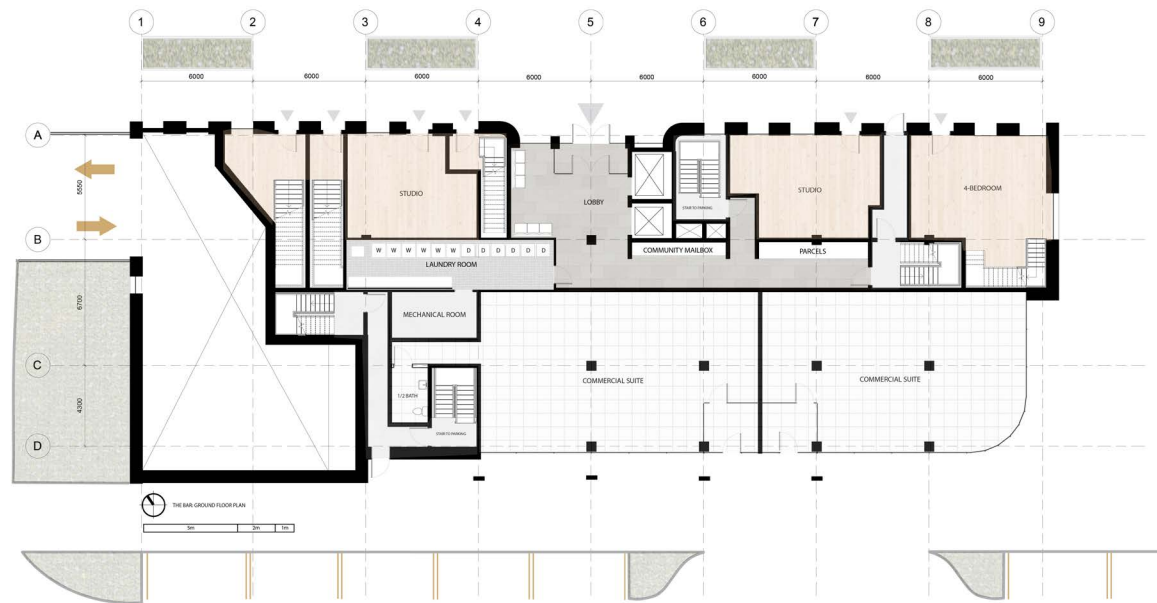 1 2 3 4 5 6 7 8 9
6000 6000 6000 6000 6000 6000 6000 6000
A
5550
STUDIO
LOBBY
STAIR TO PARKING
STUDIO
4-BEDROOM
B
W W W W W W D D D D D D
COMMUNITY MAILBOX
PARCELS
LAUNDRY ROOM
6700
MECHANICAL ROOM
C
COMMERCIAL SUITE
COMMERCIAL SUITE
1/2 BATH
4300
STAIR TO PARKING
D
THE BAR: GROUND FLOOR PLAN
5m 2m 1m